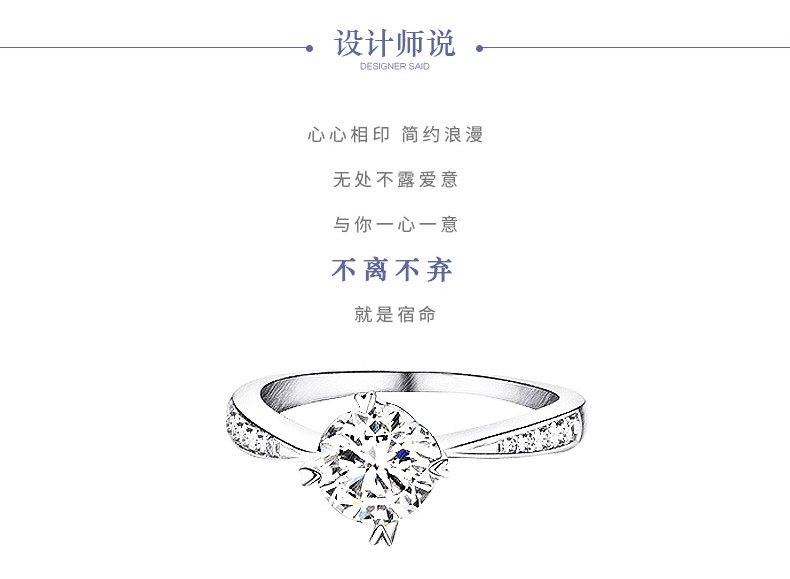 设计师说
DESIGNER SAID
心心相印 简约浪漫
无处不露爱意
与你一心一意
不离不弃
就是宿命